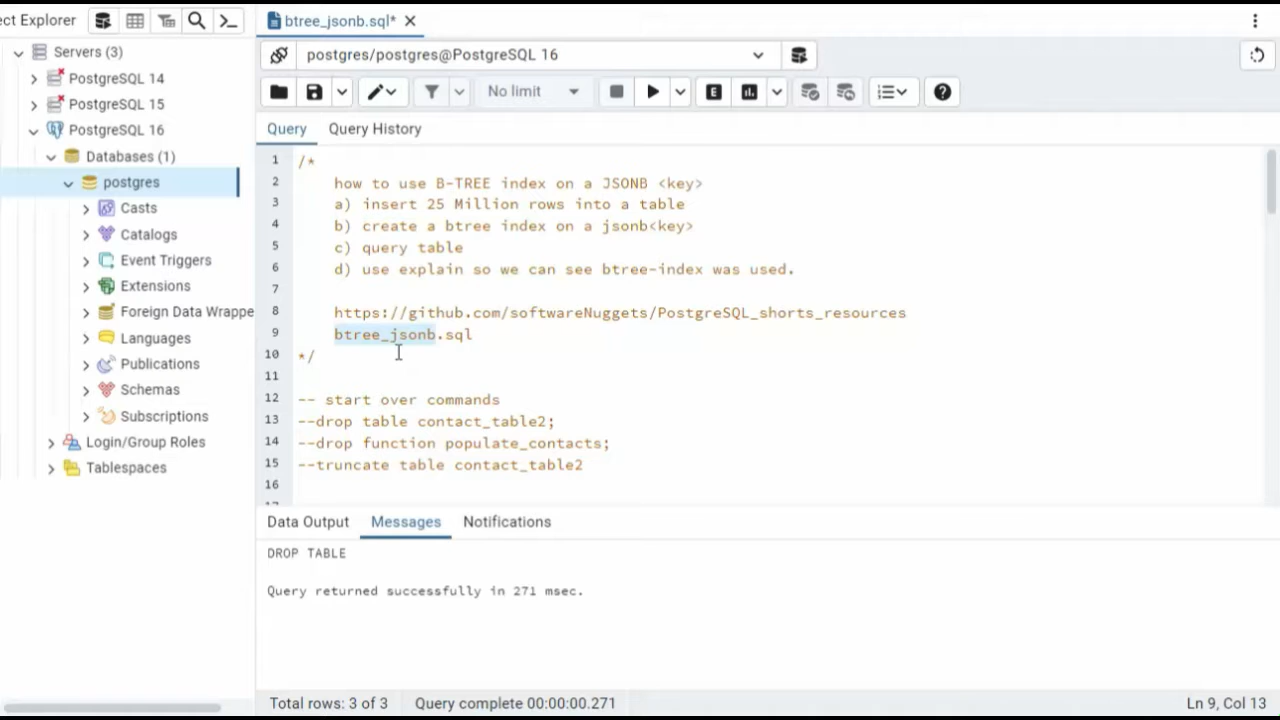 ect Explorer
btree_jsonb.sql*
Servers (3)
PostgreSQL 14
PostgreSQL 15
PostgreSQL 16
Databases (1)
postgres
Casts
Catalogs
Event Triggers
Extensions
Foreign Data Wrappe
Languages
Publications
Schemas
Subscriptions
Login/Group Roles
Tablespaces
postgres/postgres@PostgreSQL 16
No limit
E
Query Query History
1 /*
2 how to use B-TREE index on a JSONB <key>
3 a) insert 25 Million rows into a table
4 b) create a btree index on a jsonb<key>
5 c) query table
6 d) use explain so we can see btree-index was used.
7
8 https://github.com/softwareNuggets/PostgreSQL_shorts_resources
9 btree_jsonb.sql
10 */
11
12 -- start over commands
13 --drop table contact_table2;
14 --drop function populate_contacts;
15 --truncate table contact_table2
16
Data Output Messages Notifications
DROP TABLE
Query returned successfully in 271 msec.
Total rows: 3 of 3 Query complete 00:00:00.271 Ln 9, Col 13